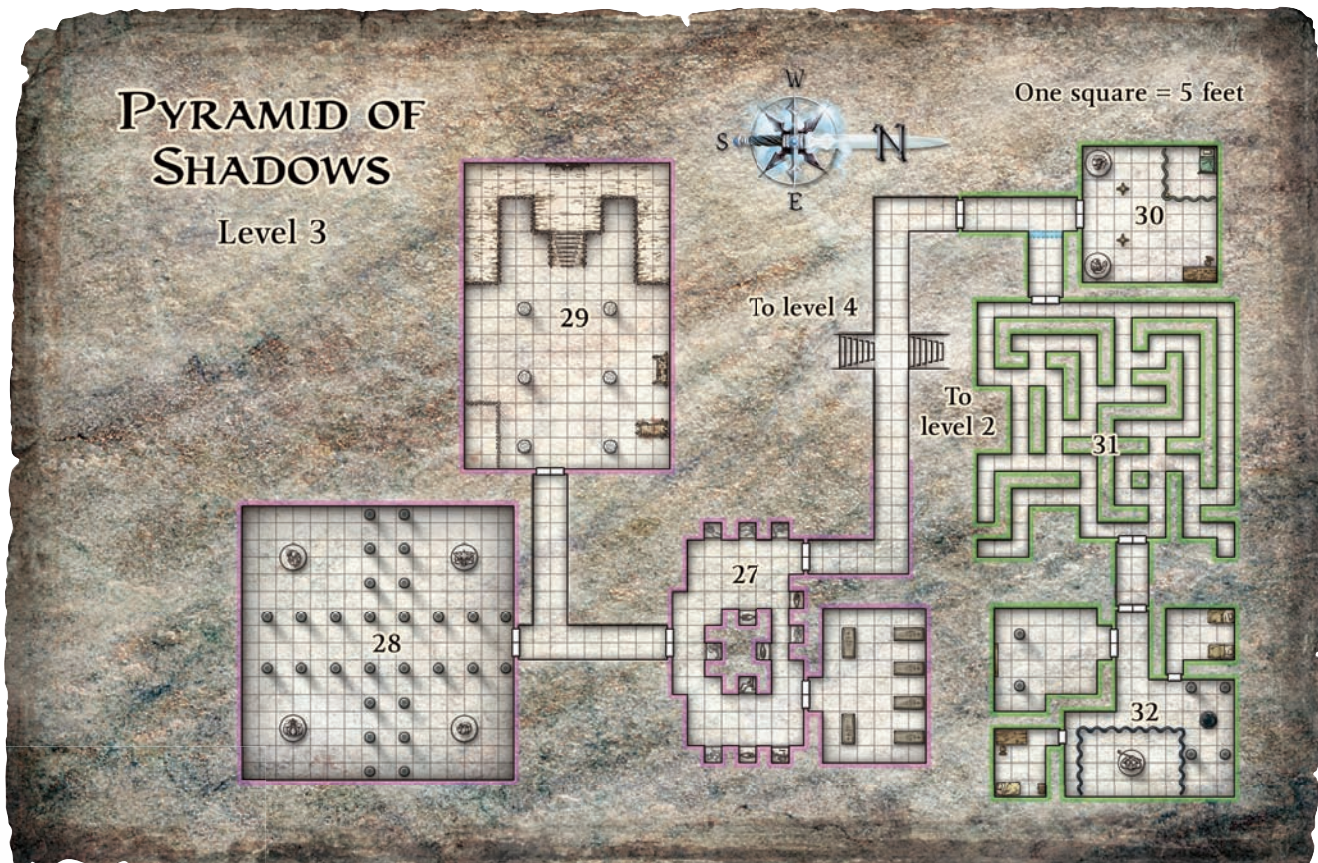 PYRAMID OF
SHADOWS
Level 3
W
S
N
E
One square = 5 feet
30
29
To level 4
To
level 2
31
27
28
32